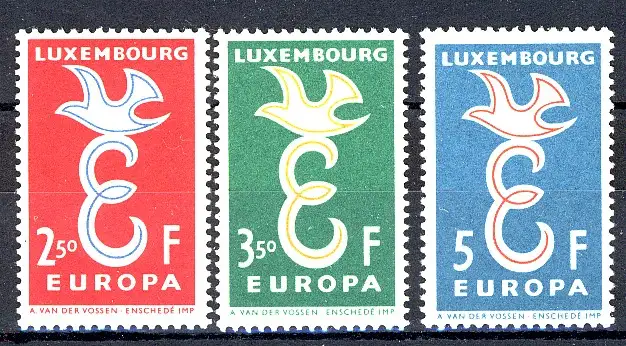 LUXEMBOURG
2.50 F
EUROPA
A. VAN DER VOSSEN - ENSCHEDÉ IMP
LUXEMBOURG
3.50 F
EUROPA
A. VAN DER VOSSEN - ENSCHEDÉ IMP.
LUXEMBOURG
5 F
EUROPA
A. VAN DER VOSSEN - ENSCHEDÉ IMP.